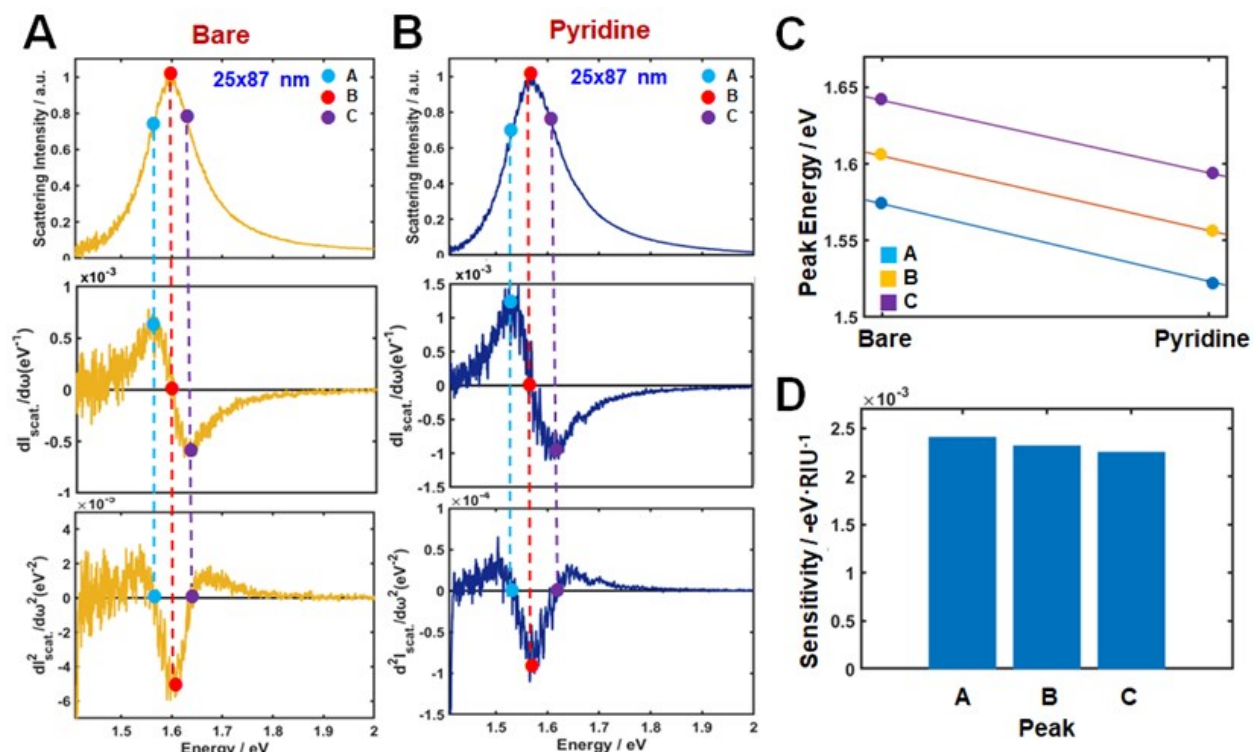 A
Bare
25x87 nm
A
B
C
Scattering Intensity / a.u.
1
0.8
0.6
0.4
0.2
0
x10⁻³
1
0.5
0
-0.5
-1
dI_scat./dω(eV⁻¹)
×10⁻⁵
4
2
0
-2
-4
-6
dI²_scat./dω²(eV⁻²)
1.5 1.6 1.7 1.8 1.9 2
Energy / eV
B
Pyridine
25x87 nm
A
B
C
Scattering Intensity / a.u.
1
0.8
0.6
0.4
0.2
0
×10⁻³
1.5
1
0.5
0
-0.5
-1
-1.5
dI_scat./dω(eV⁻¹)
1
0.5
0
-0.5
-1
-1.5
d²I_scat./dω²(eV⁻²)
1.5 1.6 1.7 1.8 1.9 2
Energy / eV
C
Peak Energy / eV
1.65
1.6
1.55
1.5
A
B
C
Bare Pyridine
D
×10⁻³
Sensitivity / -eV·RIU⁻¹
2.5
2
1.5
1
0.5
0
A B C
Peak